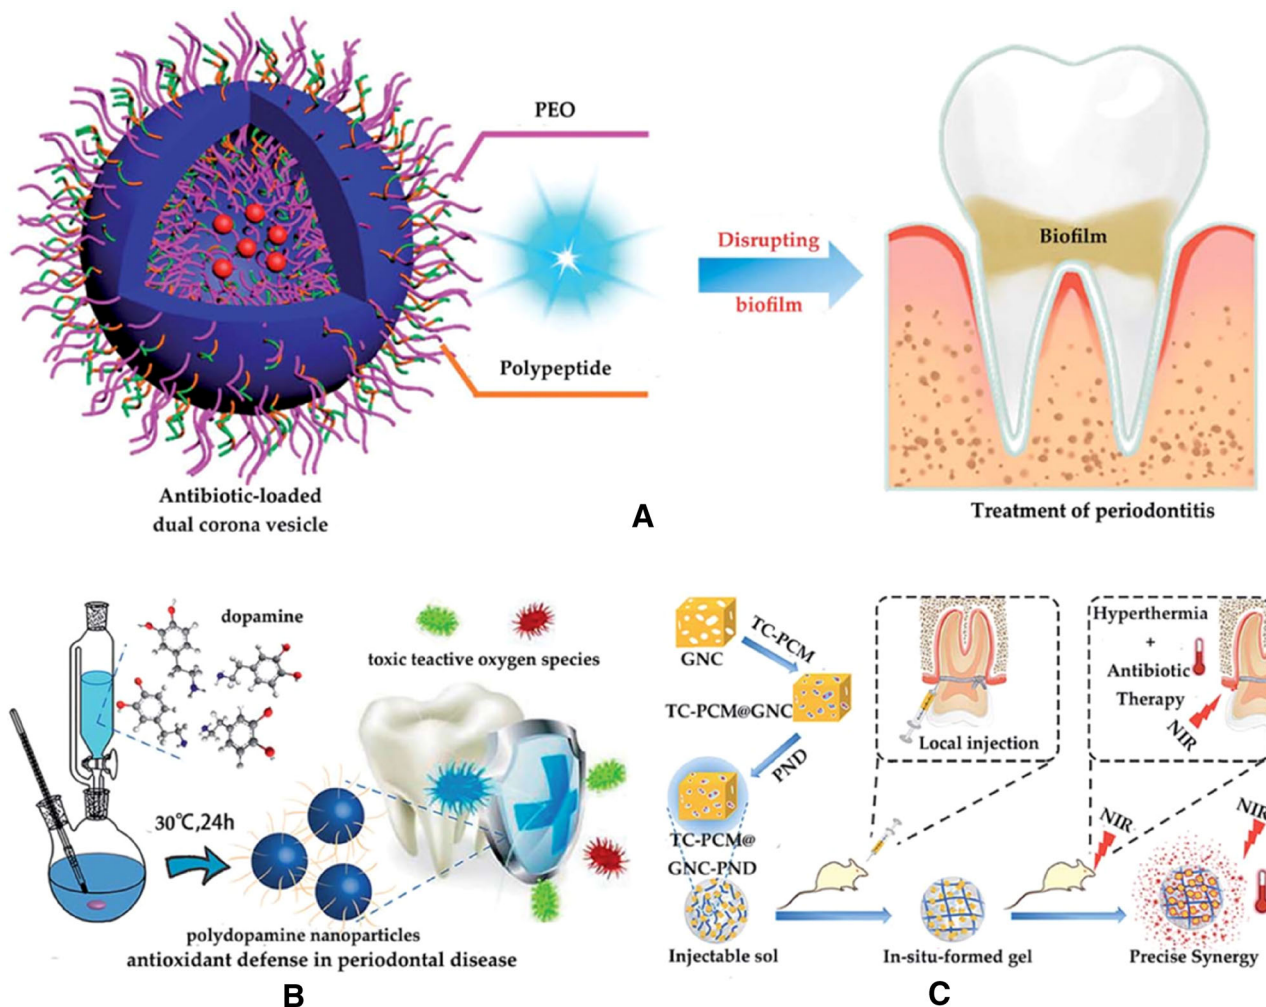 PEO
Disrupting
biofilm
Biofilm
Polypeptide
Antibiotic-loaded
dual corona vesicle
Treatment of periodontitis
A
dopamine
toxic teactive oxygen species
30℃,24h
polydopamine nanoparticles
antioxidant defense in periodontal disease
B
GNC
TC-PCM
TC-PCM@GNC
PND
TC-PCM@
GNC-PND
Injectable sol
Local injection
In-situ-formed gel
Hyperthermia
+
Antibiotic
Therapy
NIR
NIR
NIR
Precise Synergy
C